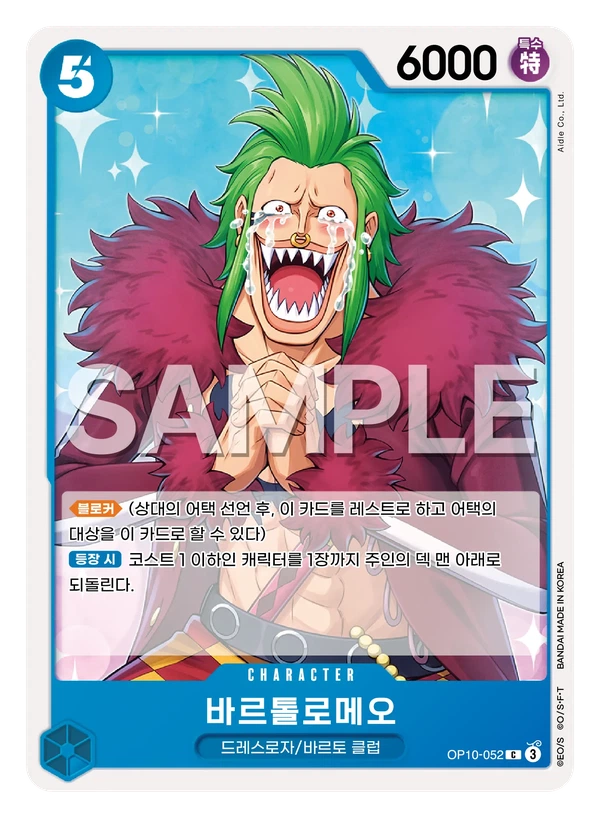 5
6000
특수
特
Aidle Co., Ltd.
SAMPLE
블로커 (상대의 어택 선언 후, 이 카드를 레스트로 하고 어택의
대상을 이 카드로 할 수 있다)
등장 시 코스트 1 이하인 캐릭터를 1장까지 주인의 덱 맨 아래로
되돌린다.
CHARACTER
바르톨로메오
드레스로자/바르토 클럽
OP10-052 C 3
©EO/S ©O/S·F·T BANDAI MADE IN KOREA